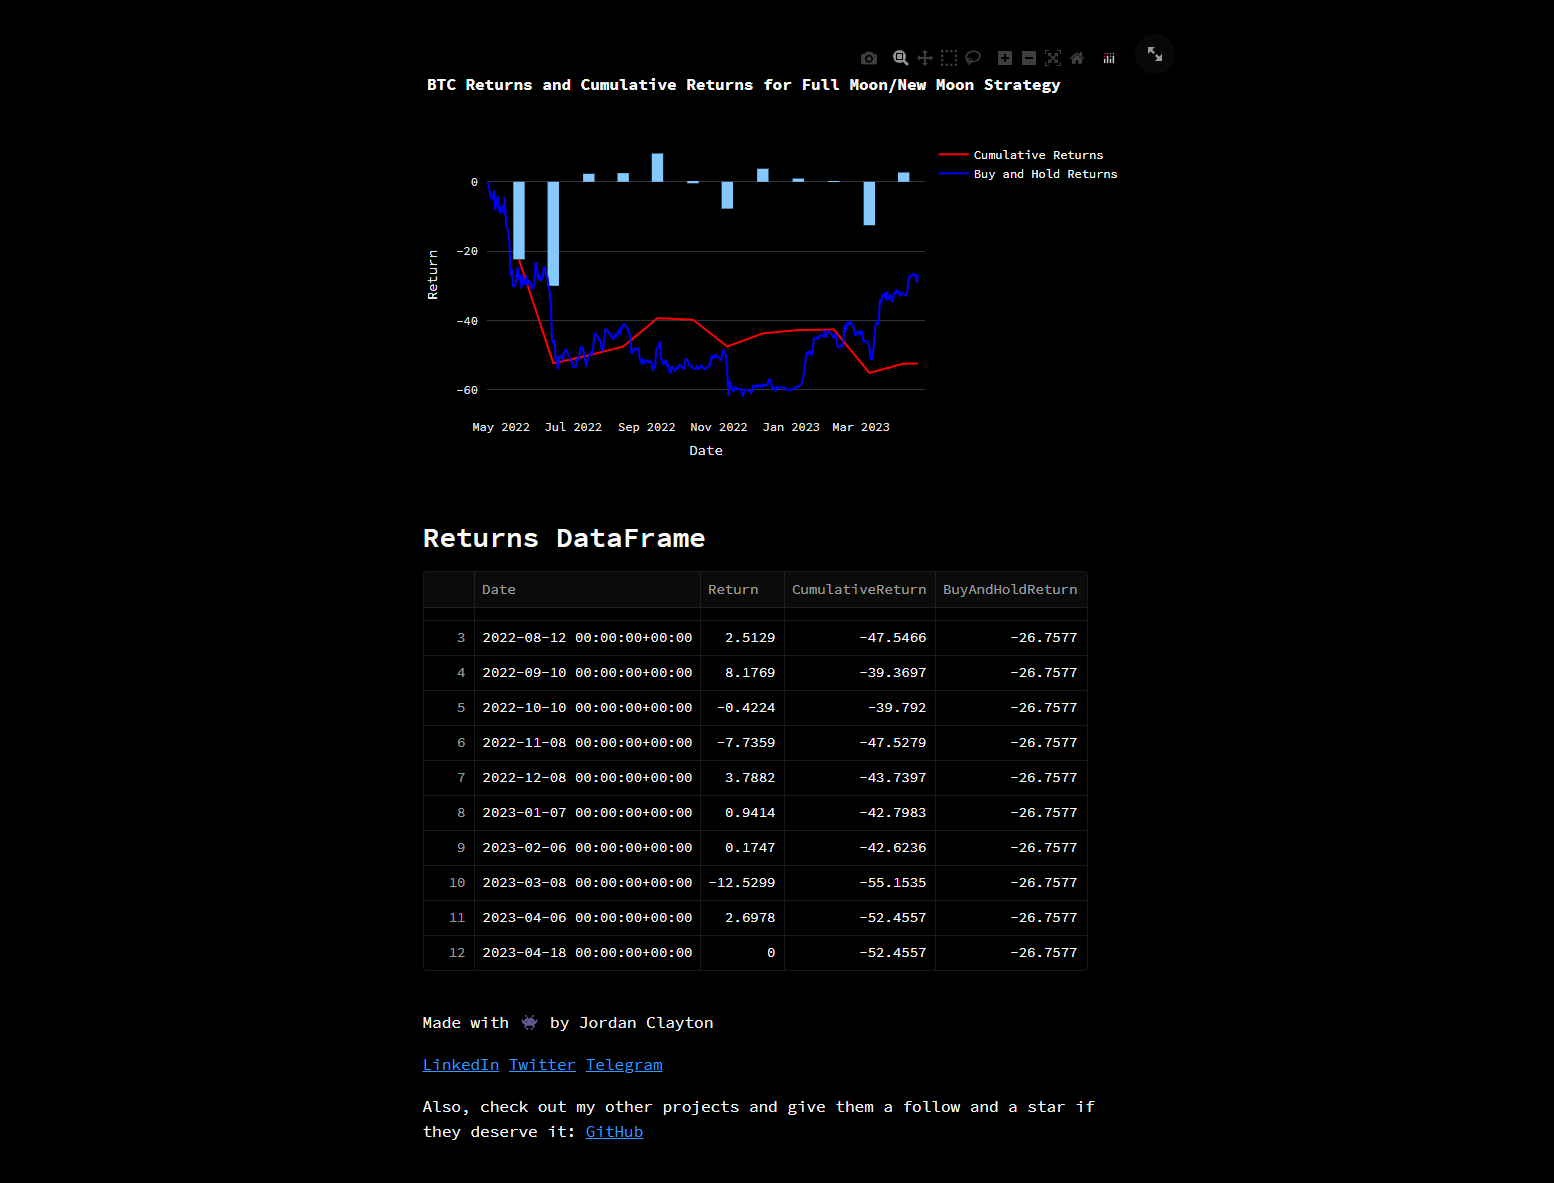 BTC Returns and Cumulative Returns for Full Moon/New Moon Strategy
Cumulative Returns
Buy and Hold Returns
0
−20
−40
−60
Return
May 2022 Jul 2022 Sep 2022 Nov 2022 Jan 2023 Mar 2023
Date
Returns DataFrame
Date Return CumulativeReturn BuyAndHoldReturn
3 2022-08-12 00:00:00+00:00 2.5129 -47.5466 -26.7577
4 2022-09-10 00:00:00+00:00 8.1769 -39.3697 -26.7577
5 2022-10-10 00:00:00+00:00 -0.4224 -39.792 -26.7577
6 2022-11-08 00:00:00+00:00 -7.7359 -47.5279 -26.7577
7 2022-12-08 00:00:00+00:00 3.7882 -43.7397 -26.7577
8 2023-01-07 00:00:00+00:00 0.9414 -42.7983 -26.7577
9 2023-02-06 00:00:00+00:00 0.1747 -42.6236 -26.7577
10 2023-03-08 00:00:00+00:00 -12.5299 -55.1535 -26.7577
11 2023-04-06 00:00:00+00:00 2.6978 -52.4557 -26.7577
12 2023-04-18 00:00:00+00:00 0 -52.4557 -26.7577
Made with 👾 by Jordan Clayton
LinkedIn Twitter Telegram
Also, check out my other projects and give them a follow and a star if
they deserve it: GitHub